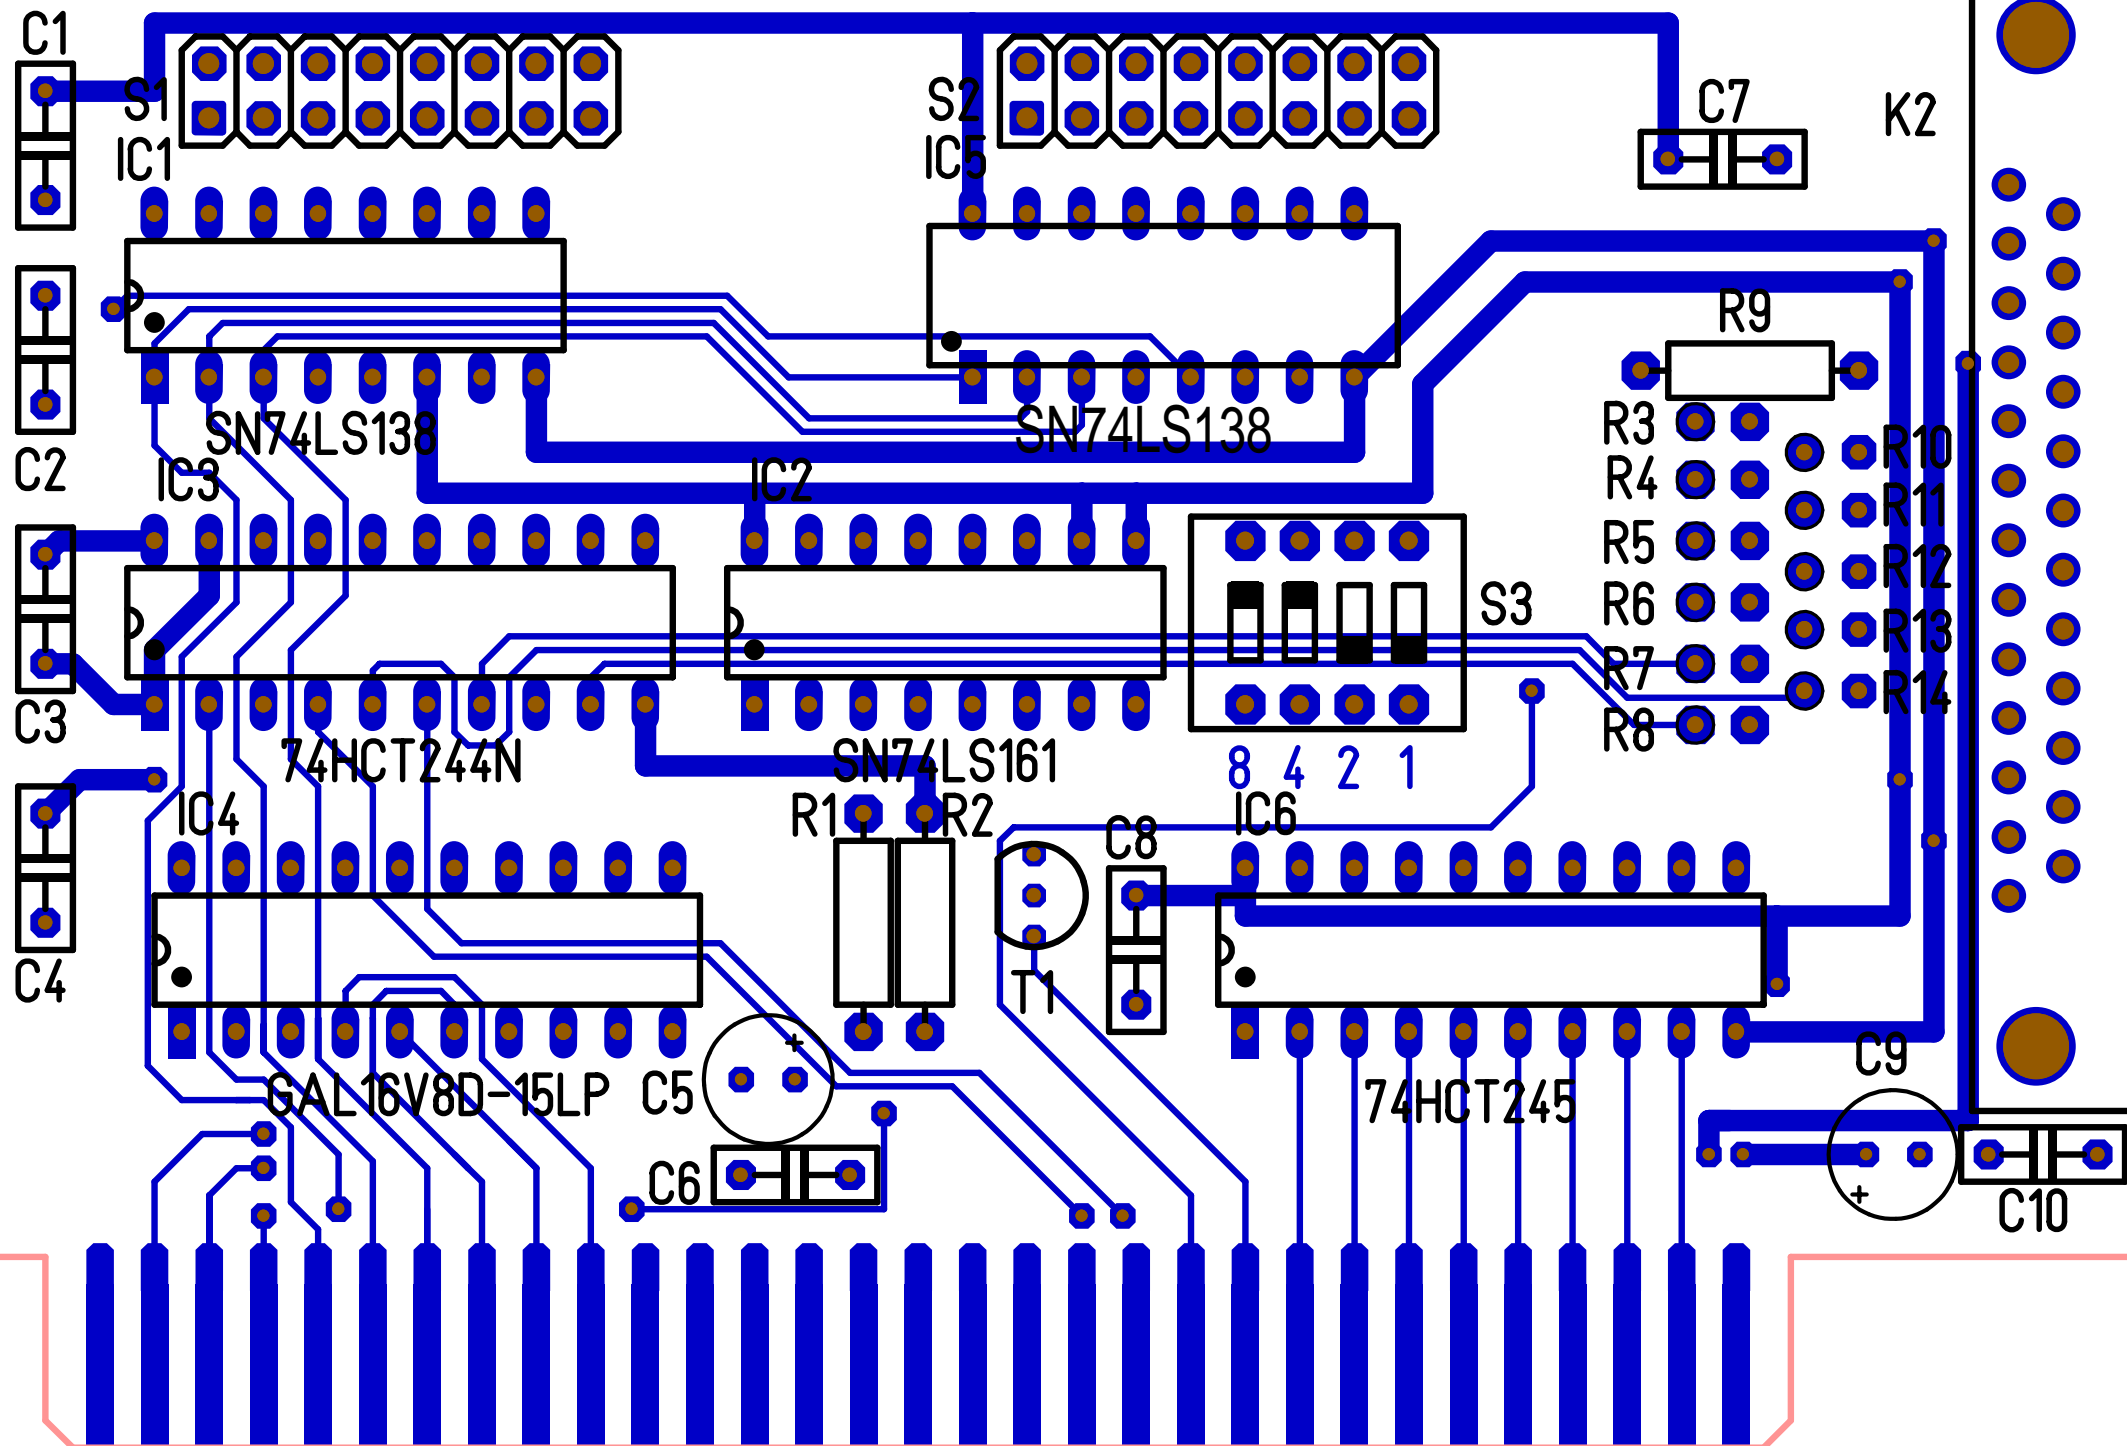 C1
S1
S2
C7
K2
IC1
IC5
R9
SN74LS138
SN74LS138
R3
R10
C2
IC3
IC2
R4
R11
R5
R12
S3
R6
R13
R7
R14
C3
R8
74HCT244N
SN74LS161
8 4 2 1
IC4
R1
R2
C8
IC6
C4
T1
+
C9
GAL16V8D-15LP
C5
74HCT245
C6
+
C10